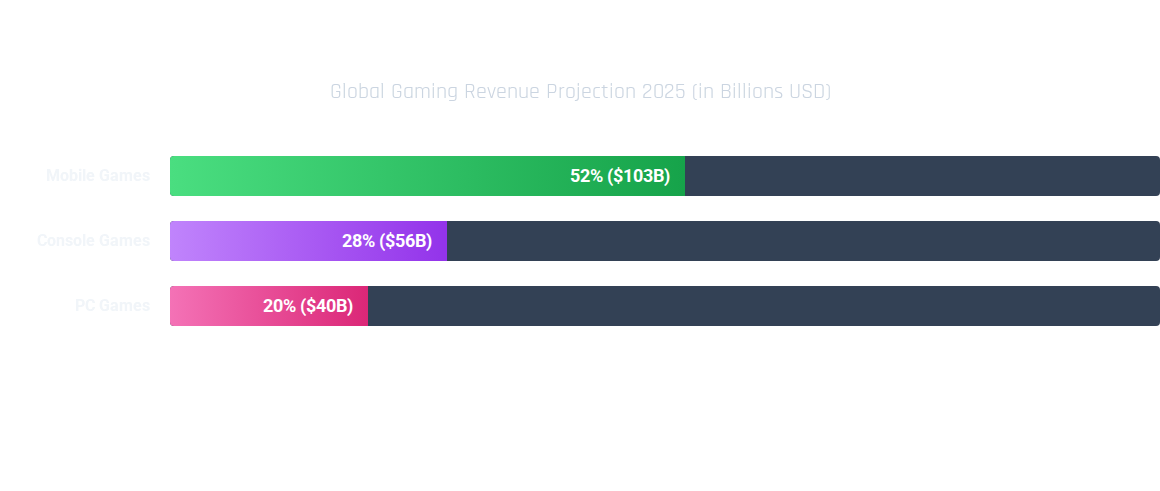 Global Gaming Revenue Projection 2025 (in Billions USD)
Mobile Games 52% ($103B)
Console Games 28% ($56B)
PC Games 20% ($40B)